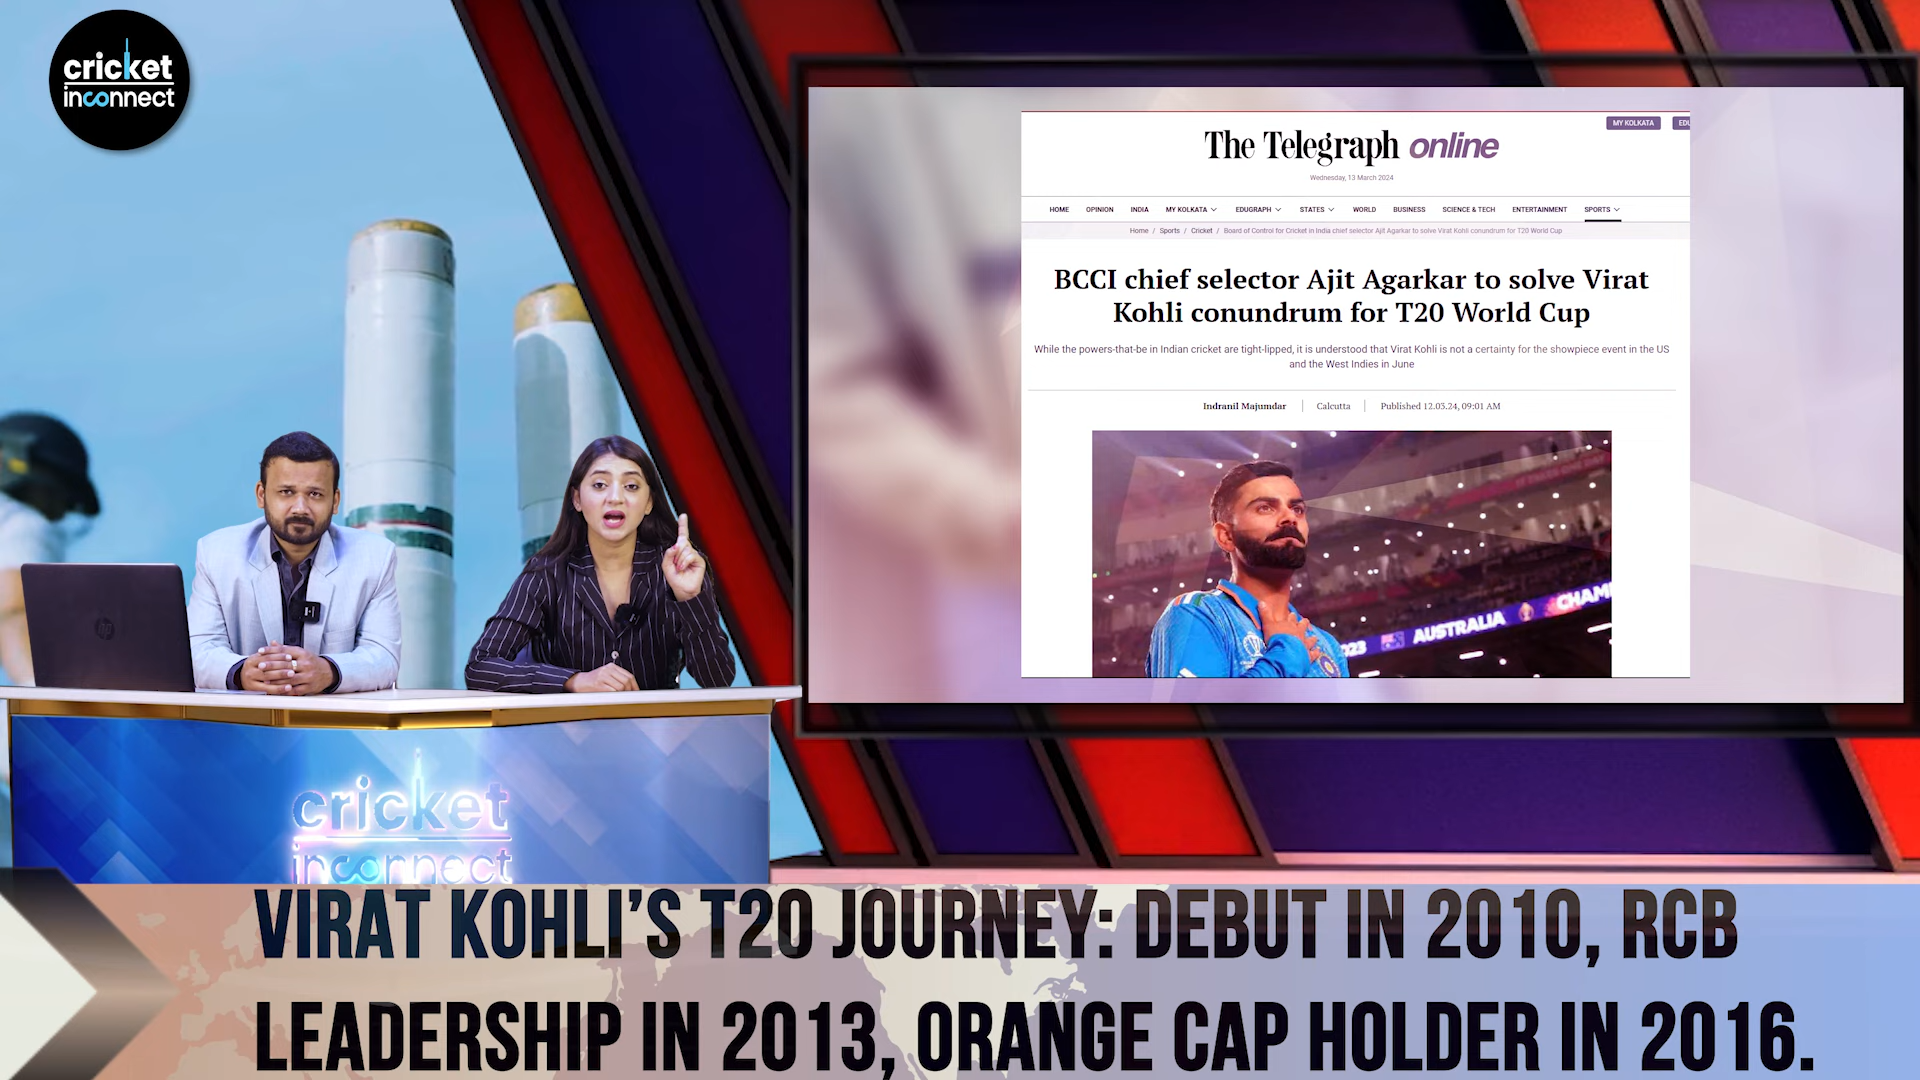 cricket
inconnect
MY KOLKATA
EDU
The Telegraph online
Wednesday, 13 March 2024
HOME OPINION INDIA MY KOLKATA EDUGRAPH STATES WORLD BUSINESS SCIENCE & TECH ENTERTAINMENT SPORTS
Home / Sports / Cricket / Board of Control for Cricket in India chief selector Ajit Agarkar to solve Virat Kohli conundrum for T20 World Cup
BCCI chief selector Ajit Agarkar to solve Virat
Kohli conundrum for T20 World Cup
While the powers-that-be in Indian cricket are tight-lipped, it is understood that Virat Kohli is not a certainty for the showpiece event in the US
and the West Indies in June
Indranil Majumdar Calcutta Published 12.03.24, 09:01 AM
023 AUSTRALIA CHAM
hp
cricket
inconnect
VIRAT KOHLI'S T20 JOURNEY: DEBUT IN 2010, RCB
LEADERSHIP IN 2013, ORANGE CAP HOLDER IN 2016.